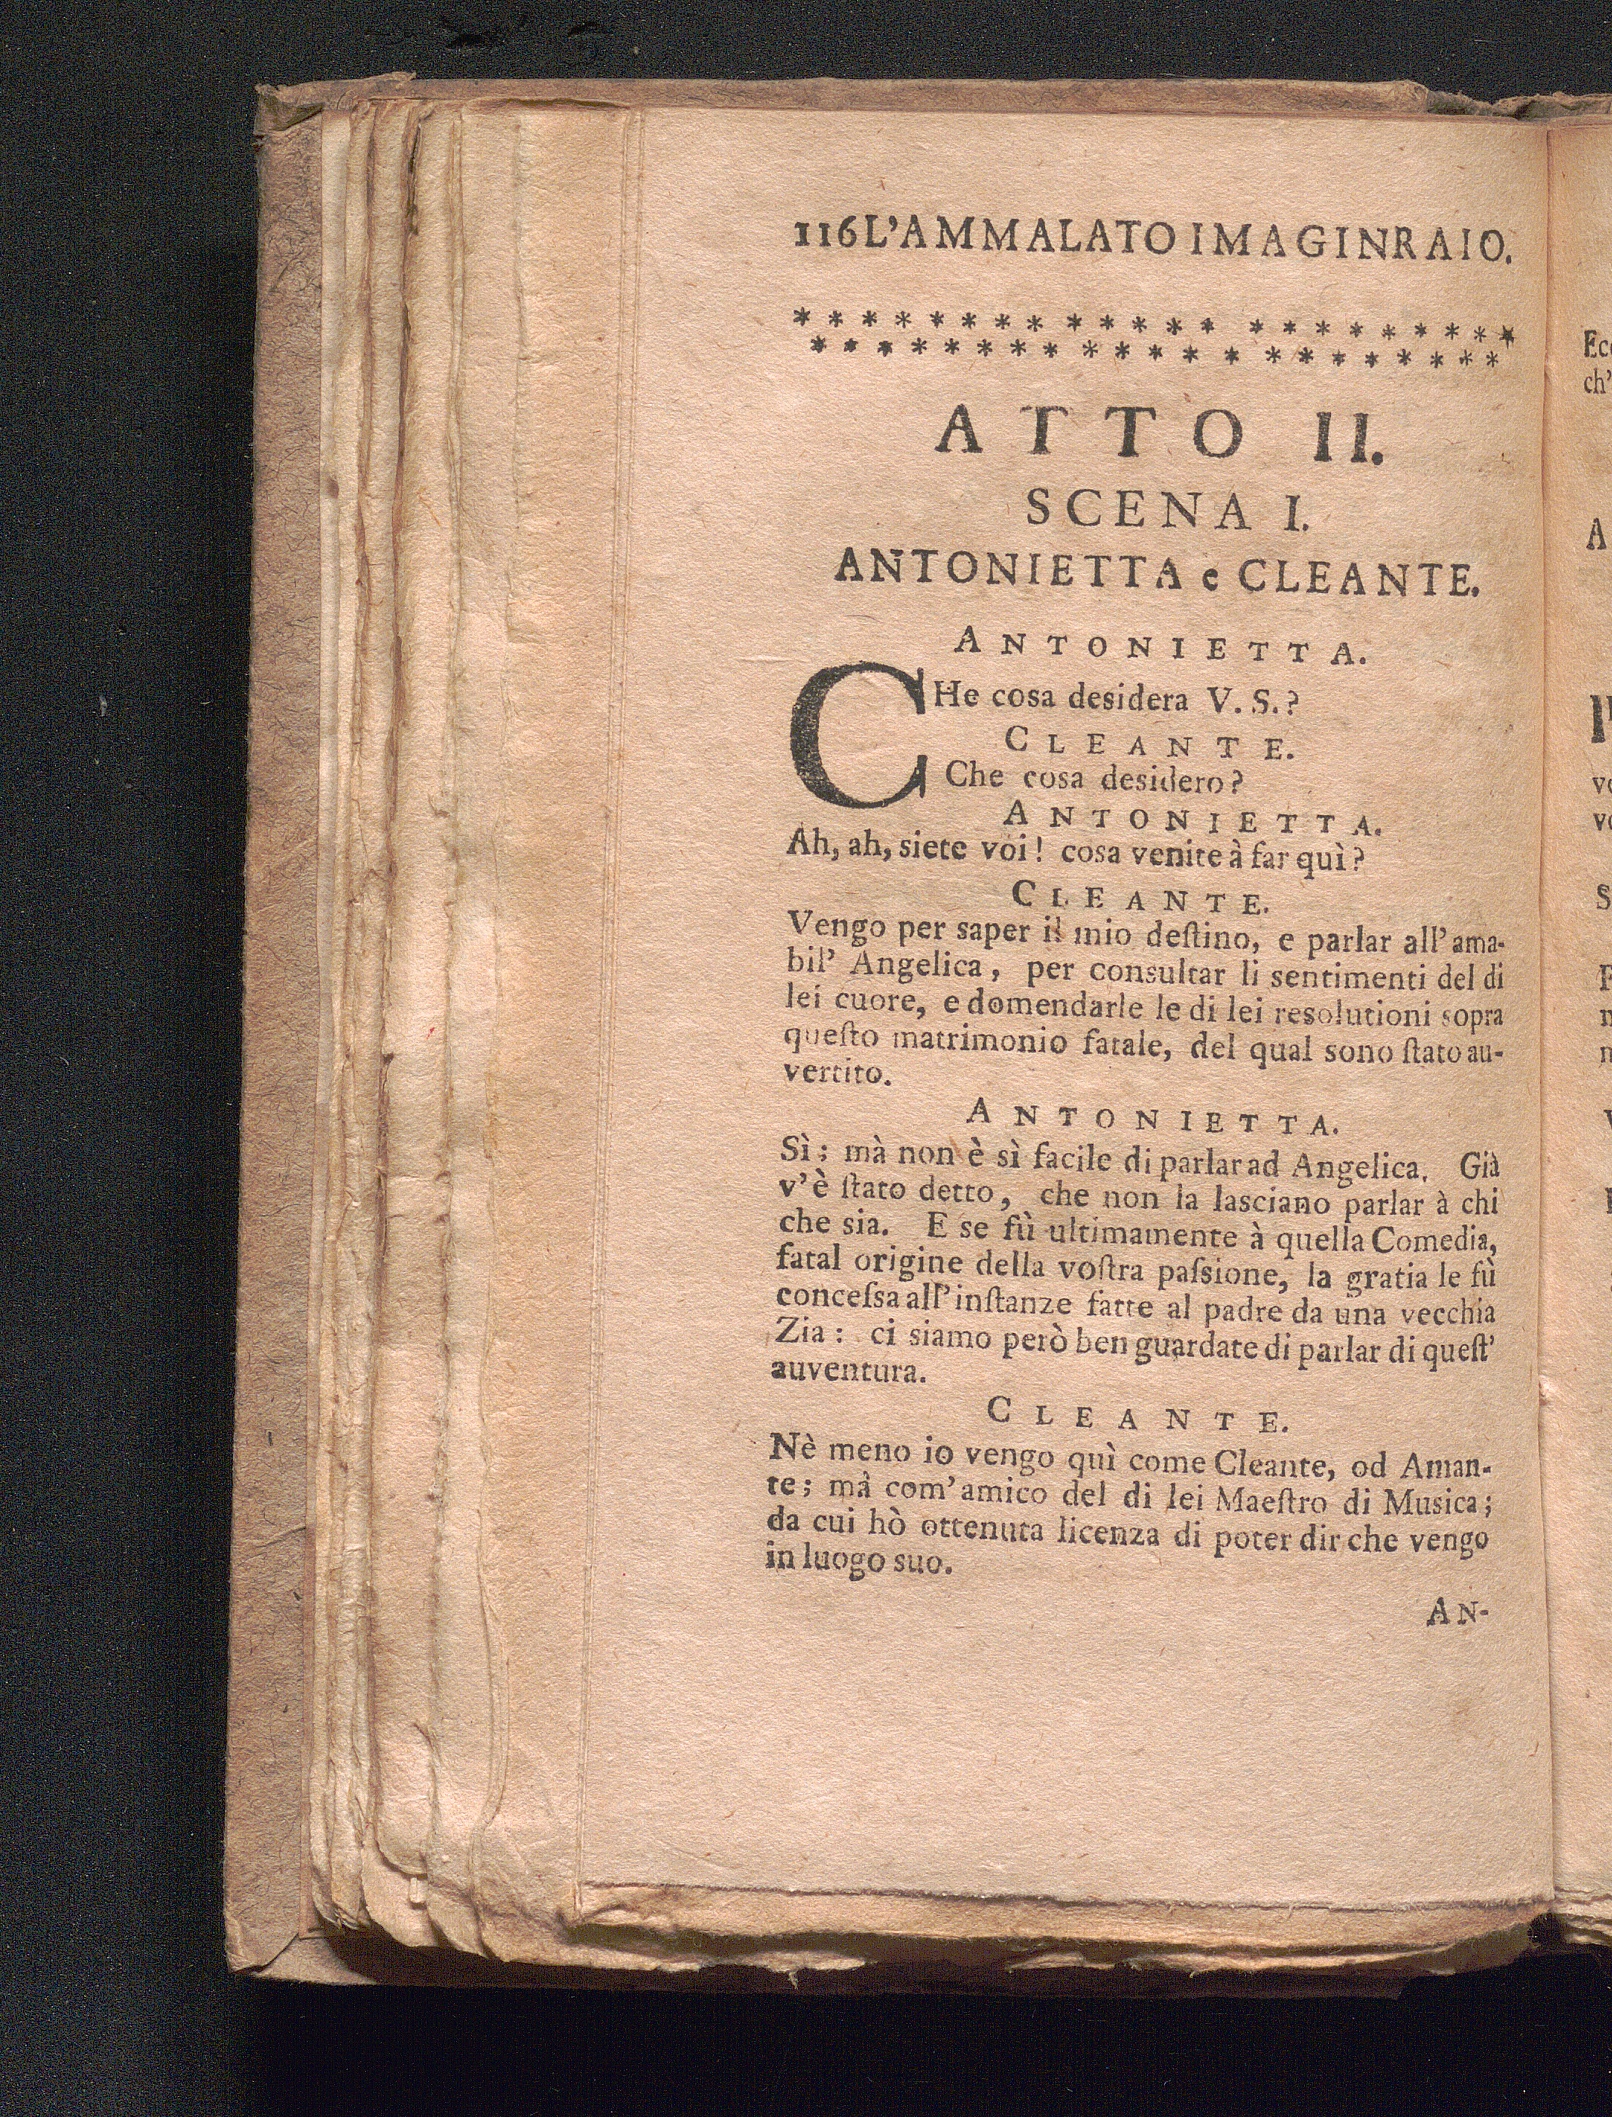 116 L'AMMALATO IMAGINRAIO.
* * * * * * * * * * * * * * * * * * * * *
* * * * * * * * * * * * * * * * * * * * *
ATTO II.
SCENA I.
ANTONIETTA e CLEANTE.
ANTONIETTA.
CHe cosa desidera V. S.?
CLEANTE.
Che cosa desidero?
ANTONIETTA.
Ah, ah, siete voi! cosa venite à far quì?
CLEANTE.
Vengo per saper il mio deſtino, e parlar all' ama-
bil' Angelica, per consultar li sentimenti del di
lei cuore, e domendarle le di lei resolutioni sopra
queſto matrimonio fatale, del qual sono ſtato au-
vertito.
ANTONIETTA.
Sì; mà non è sì facile di parlar ad Angelica. Già
v'è ſtato detto, che non la lasciano parlar à chi
che sia. E se fù ultimamente à quella Comedia,
fatal origine della voſtra paſsione, la gratia le fù
conceſsa all' inſtanze fatte al padre da una vecchia
Zia: ci siamo però ben guardate di parlar di queſt'
auventura.
CLEANTE.
Nè meno io vengo quì come Cleante, od Aman-
te; mà com' amico del di lei Maeſtro di Musica;
da cui hò ottenuta licenza di poter dir che vengo
in luogo suo.
AN-
Ecc
ch'
A
vo
vo
S